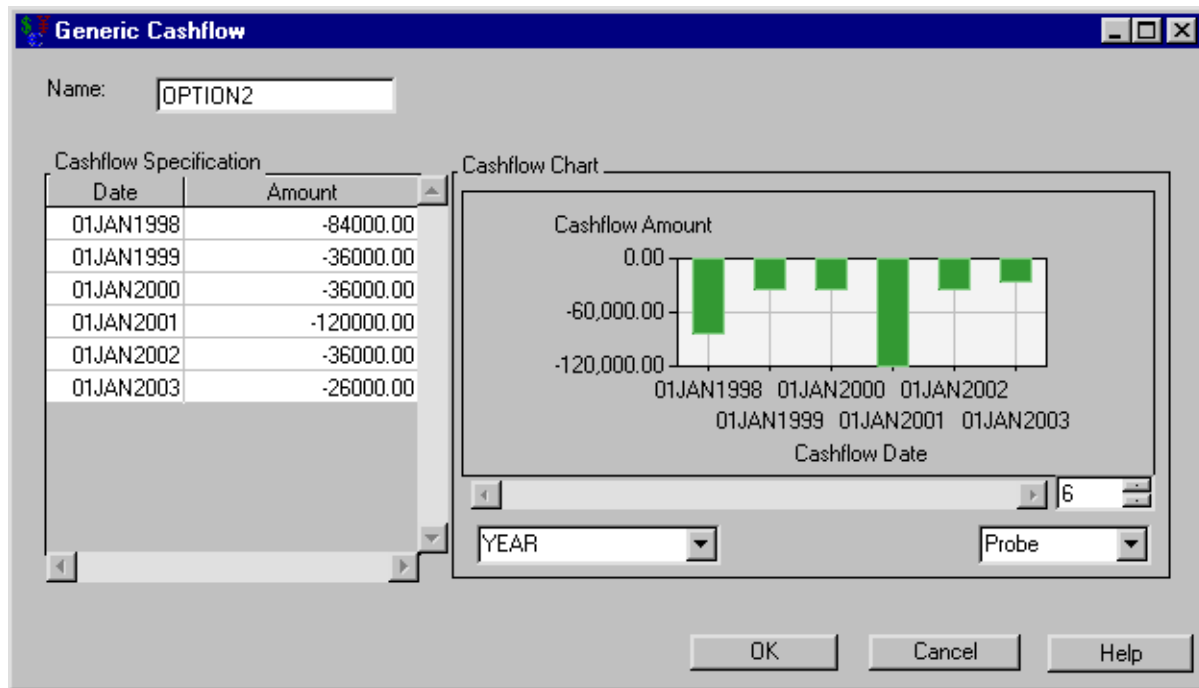 Generic Cashflow
Name: OPTION2
Cashflow Specification
Date Amount
01JAN1998 -84000.00
01JAN1999 -36000.00
01JAN2000 -36000.00
01JAN2001 -120000.00
01JAN2002 -36000.00
01JAN2003 -26000.00
Cashflow Chart
Cashflow Amount
0.00
-60,000.00
-120,000.00
01JAN1998 01JAN2000 01JAN2002
01JAN1999 01JAN2001 01JAN2003
Cashflow Date
6
YEAR Probe
OK Cancel Help